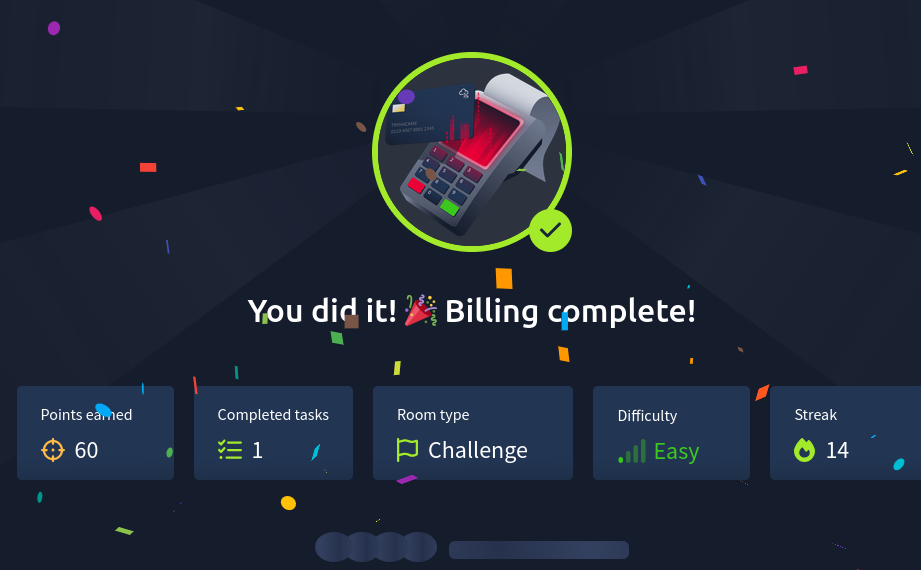 You did it! 🎉 Billing complete!
Points earned
60
Completed tasks
1
Room type
Challenge
Difficulty
Easy
Streak
14